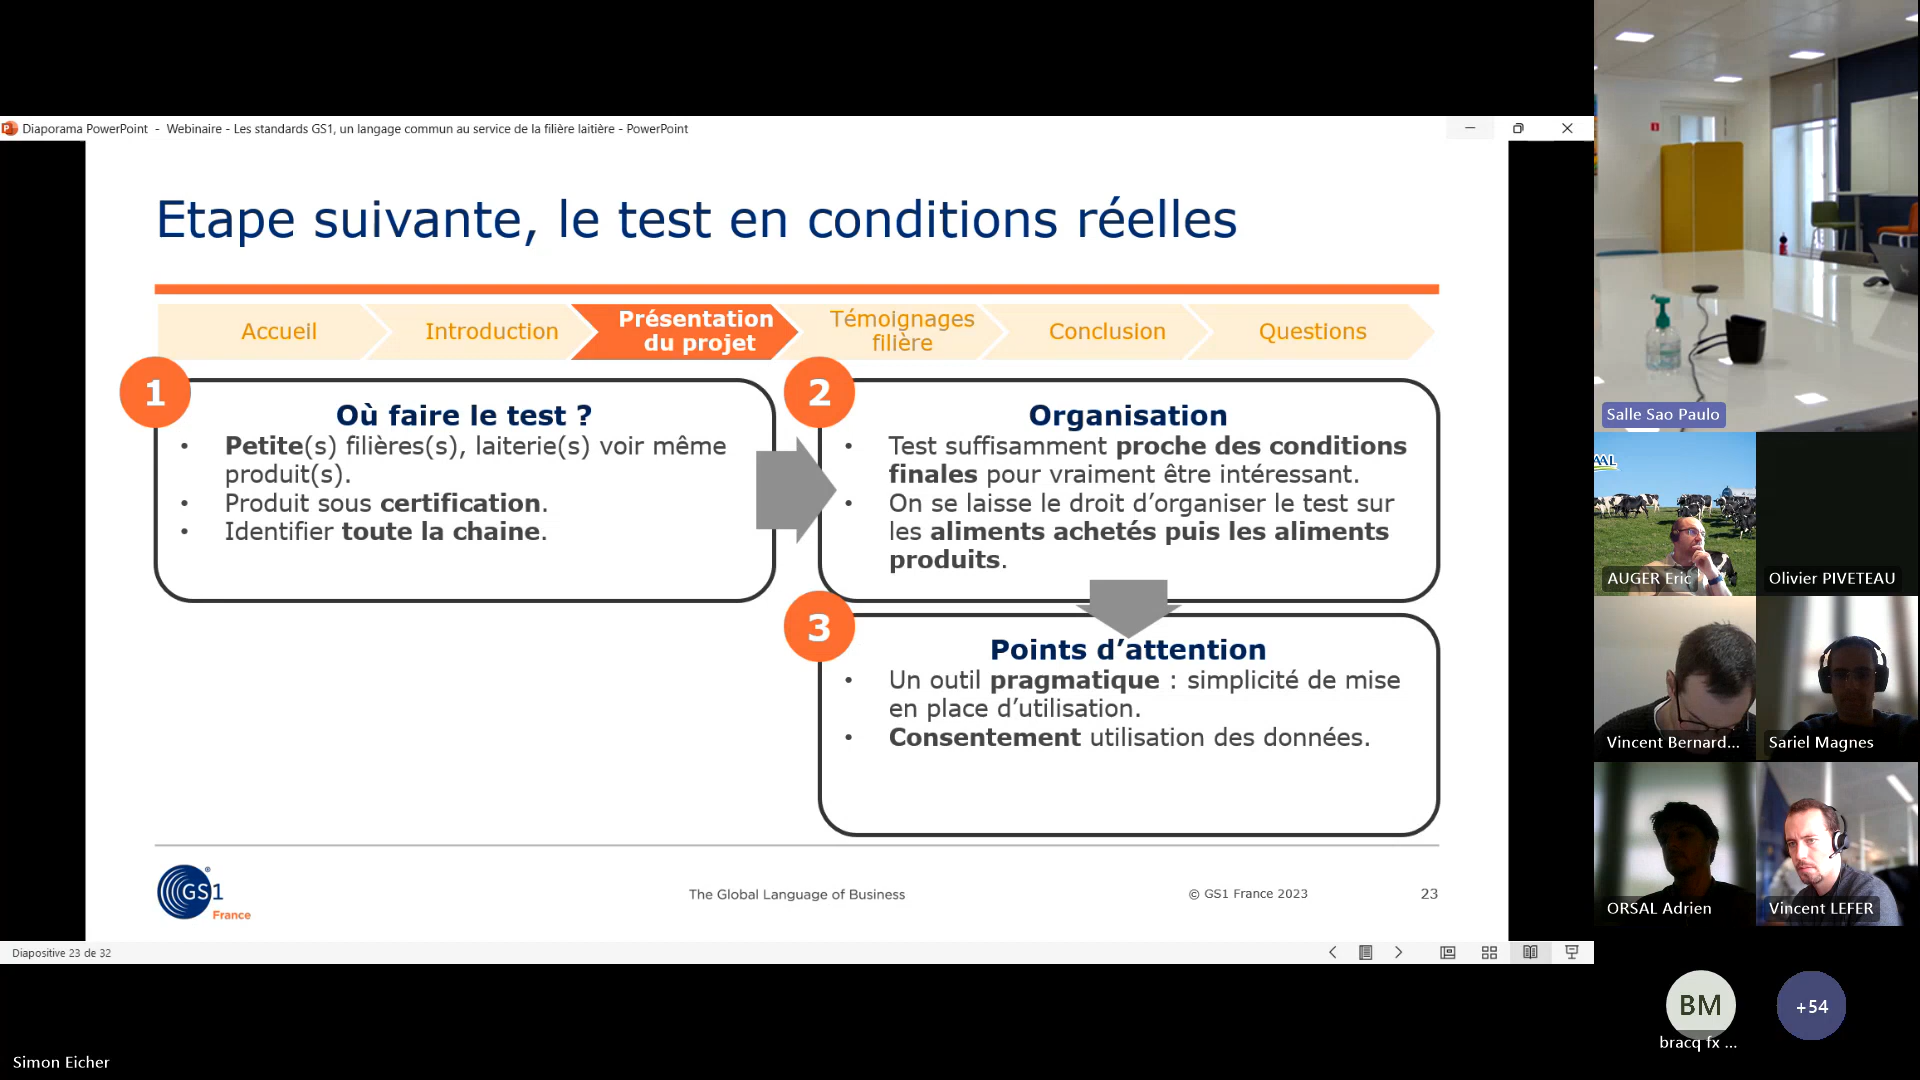 Diaporama PowerPoint - Webinaire - Les standards GS1, un langage commun au service de la filière laitière - PowerPoint
Etape suivante, le test en conditions réelles
Accueil
Introduction
Présentation
du projet
Témoignages
filière
Conclusion
Questions
1
Où faire le test ?
• Petite(s) filières(s), laiterie(s) voir même
produit(s).
• Produit sous certification.
• Identifier toute la chaine.
2
Organisation
• Test suffisamment proche des conditions
finales pour vraiment être intéressant.
• On se laisse le droit d’organiser le test sur
les aliments achetés puis les aliments
produits.
3
Points d’attention
• Un outil pragmatique : simplicité de mise
en place d’utilisation.
• Consentement utilisation des données.
GS1
®
France
The Global Language of Business
© GS1 France 2023
23
Diapositive 23 de 32
Simon Eicher
Salle Sao Paulo
AUGER Eric
Olivier PIVETEAU
Vincent Bernard...
Sariel Magnes
ORSAL Adrien
Vincent LEFER
BM
bracq fx ...
+54